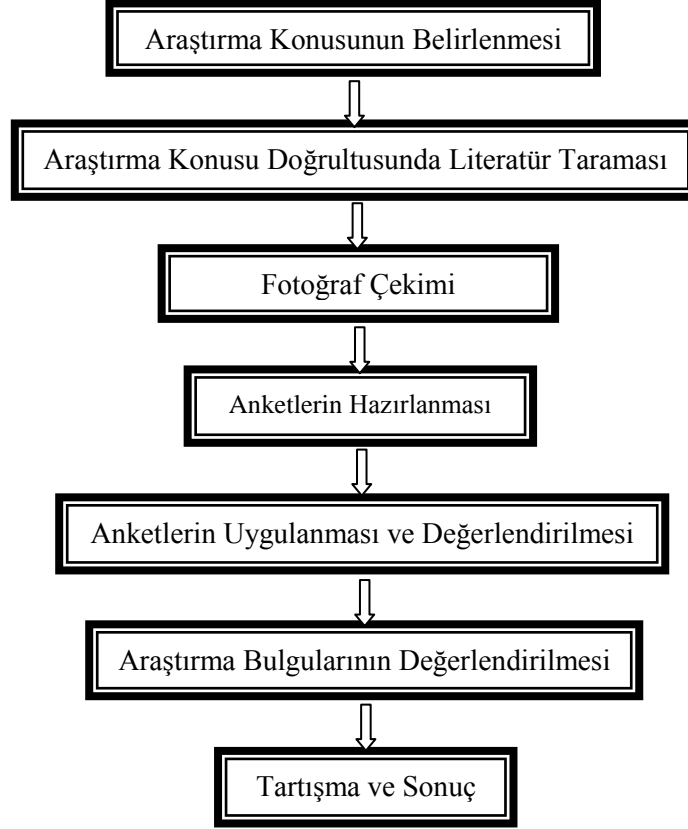 Araştırma Konusunun Belirlenmesi
Araştırma Konusu Doğrultusunda Literatür Taraması
Fotoğraf Çekimi
Anketlerin Hazırlanması
Anketlerin Uygulanması ve Değerlendirilmesi
Araştırma Bulgularının Değerlendirilmesi
Tartışma ve Sonuç